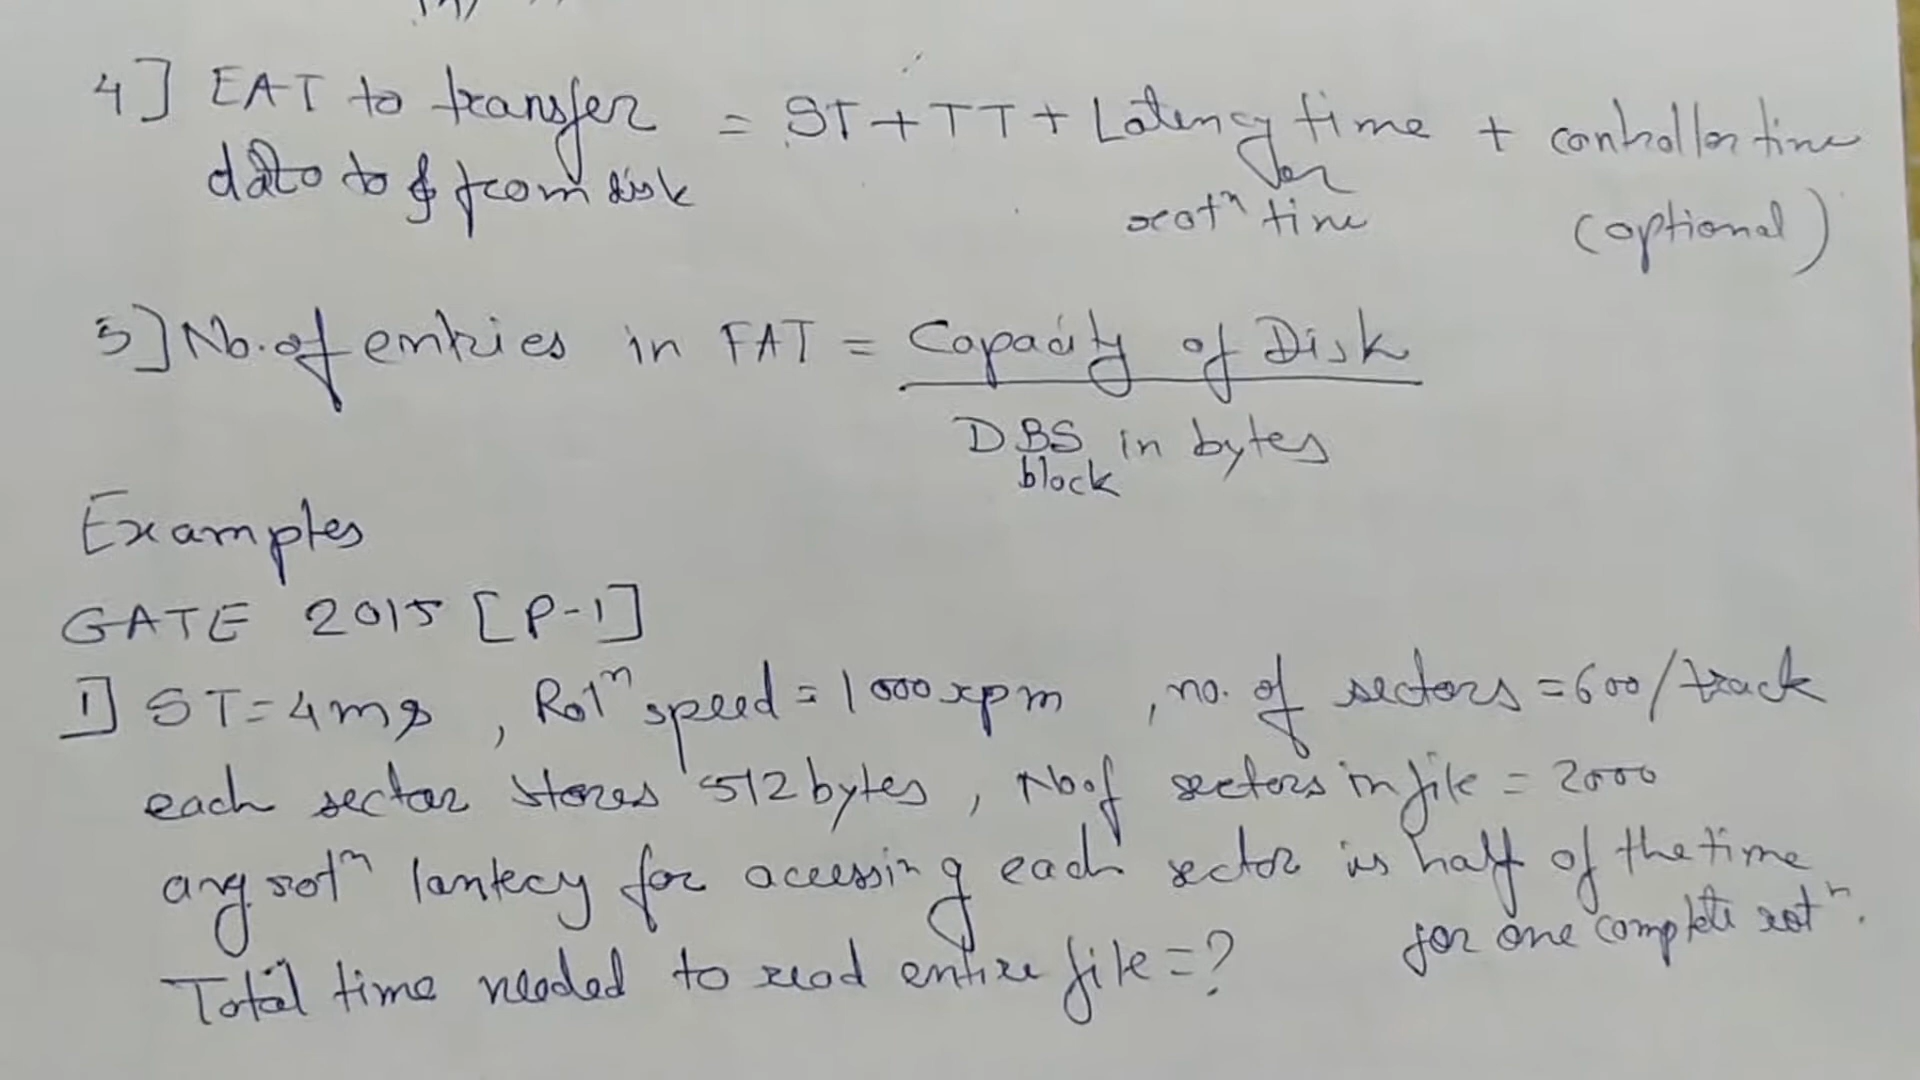 4] EAT to transfer = ST + TT + Latency time + controller time
data to & from disk
or
rotⁿ time (optional)
5] No. of entries in FAT = Capacity of Disk
DBS in bytes
block
Examples
GATE 2015 [P-1]
1] ST = 4ms, Rotⁿ speed = 1000 rpm, no. of sectors = 600/track
each sector stores 512 bytes, No of sectors in file = 2000
avg rotⁿ lantecy for accessing each sector is half of the time
for one complete rotⁿ.
Total time needed to read entire file = ?